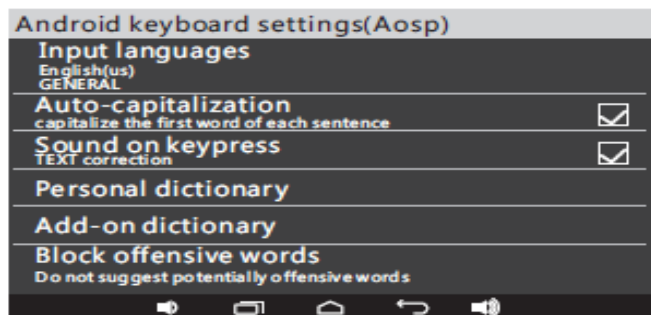 Android keyboard settings(Aosp)
Input languages
English(us)
GENERAL
Auto-capitalization
capitalize the first word of each sentence
Sound on keypress
TEXT correction
Personal dictionary
Add-on dictionary
Block offensive words
Do not suggest potentially offensive words